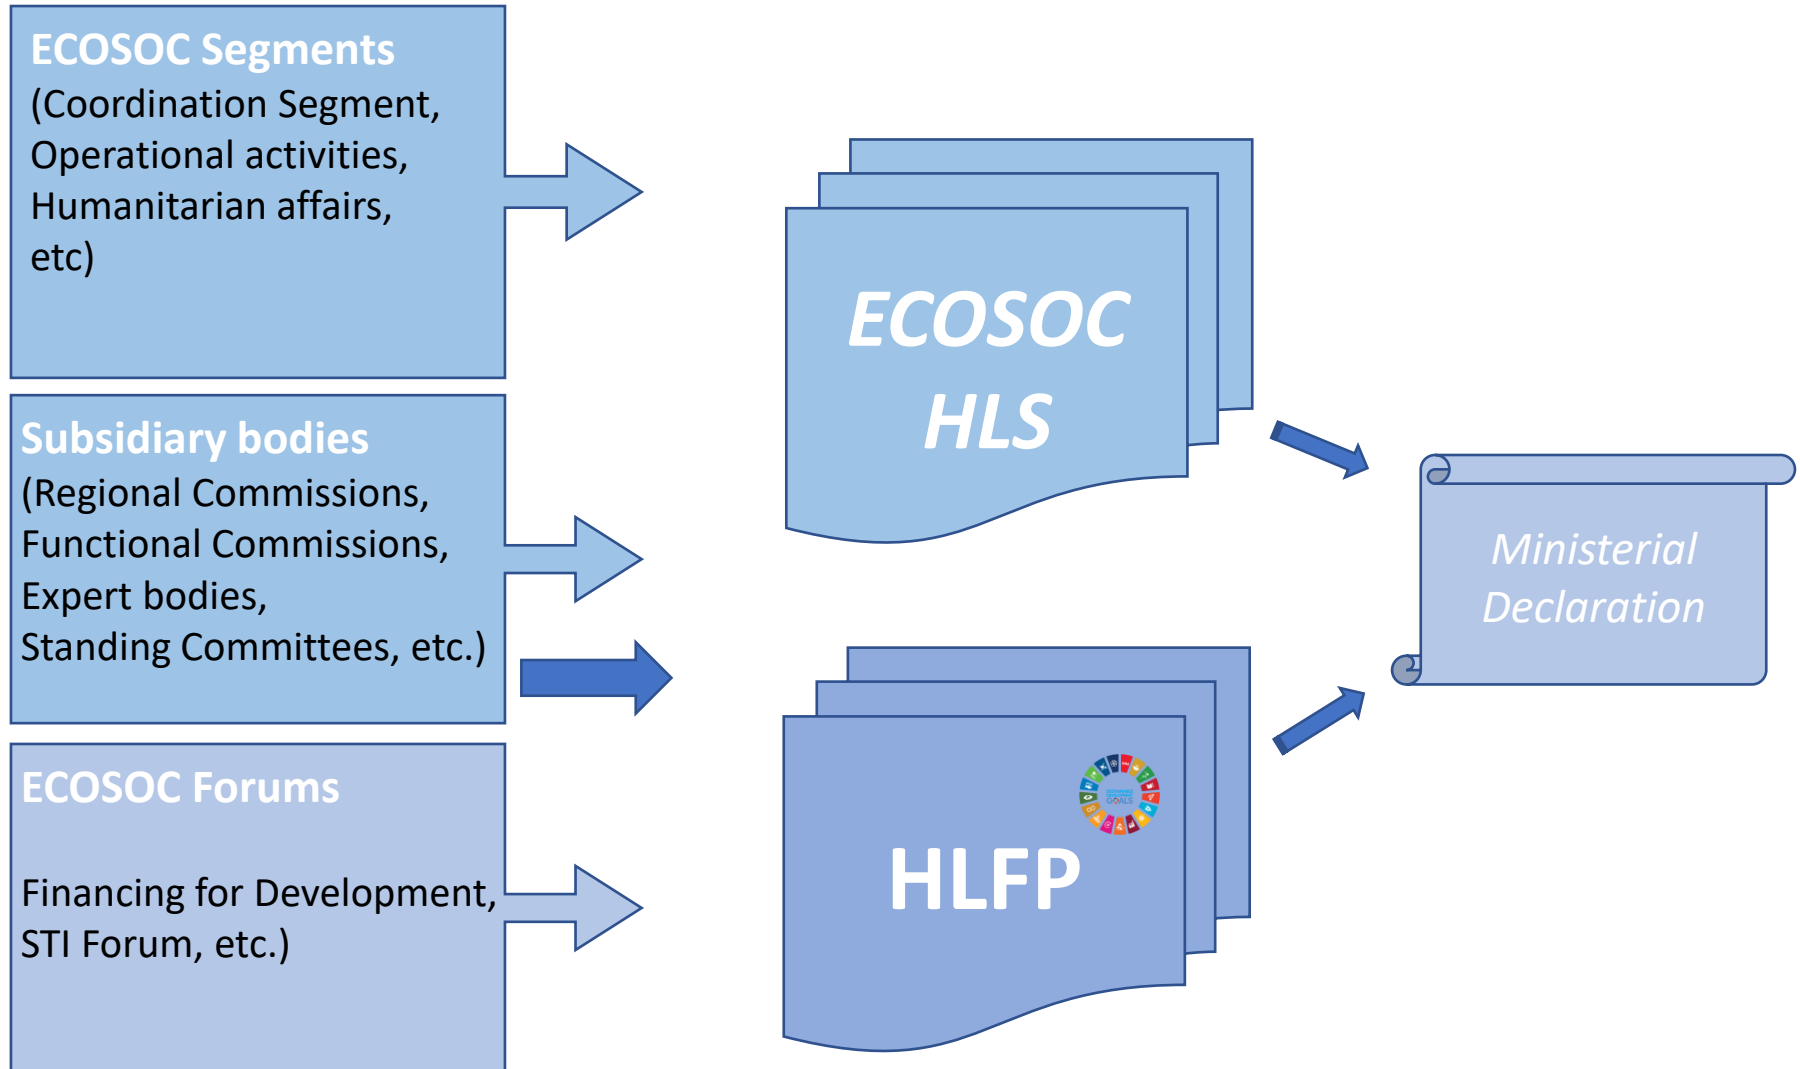 ECOSOC Segments
(Coordination Segment,
Operational activities,
Humanitarian affairs,
etc)
Subsidiary bodies
(Regional Commissions,
Functional Commissions,
Expert bodies,
Standing Committees, etc.)
ECOSOC Forums
Financing for Development,
STI Forum, etc.)
ECOSOC
HLS
HLFP
GOALS
Ministerial
Declaration